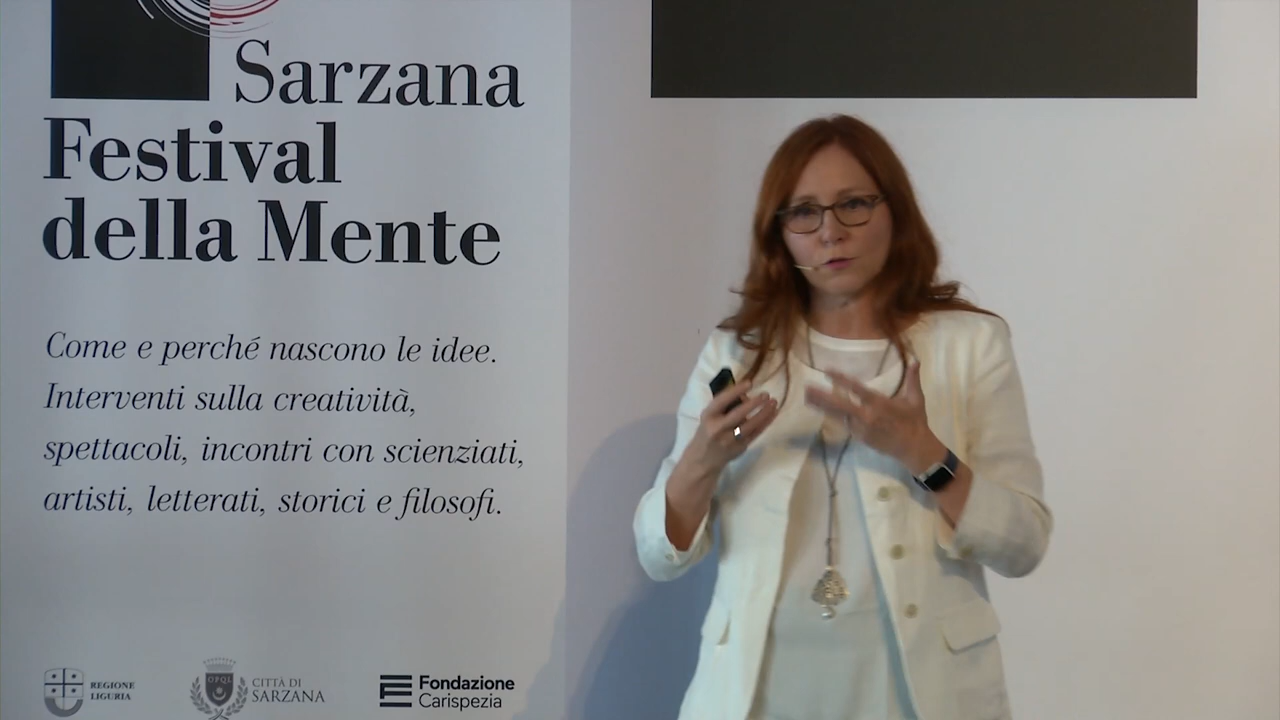 Sarzana
Festival
della Mente
Come e perché nascono le idee.
Interventi sulla creatività,
spettacoli, incontri con scienziati,
artisti, letterati, storici e filosofi.
REGIONE
LIGURIA
CITTÀ DI
SARZANA
Fondazione
Carispezia